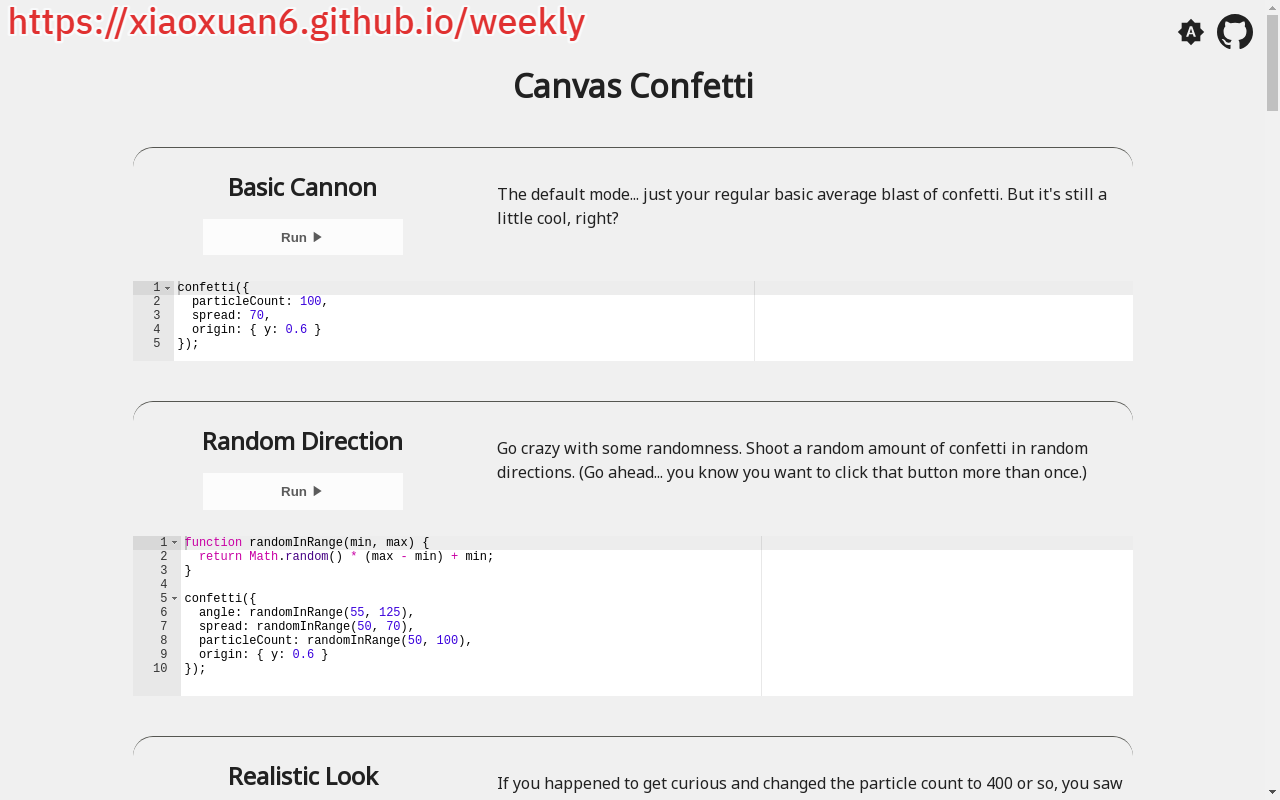 https://xiaoxuan6.github.io/weekly
A
Canvas Confetti
Basic Cannon
Run
The default mode... just your regular basic average blast of confetti. But it's still a
little cool, right?
1 confetti({
2   particleCount: 100,
3   spread: 70,
4   origin: { y: 0.6 }
5 });
Random Direction
Run
Go crazy with some randomness. Shoot a random amount of confetti in random
directions. (Go ahead... you know you want to click that button more than once.)
1 function randomInRange(min, max) {
2   return Math.random() * (max - min) + min;
3 }
4
5 confetti({
6   angle: randomInRange(55, 125),
7   spread: randomInRange(50, 70),
8   particleCount: randomInRange(50, 100),
9   origin: { y: 0.6 }
10 });
Realistic Look
If you happened to get curious and changed the particle count to 400 or so, you saw